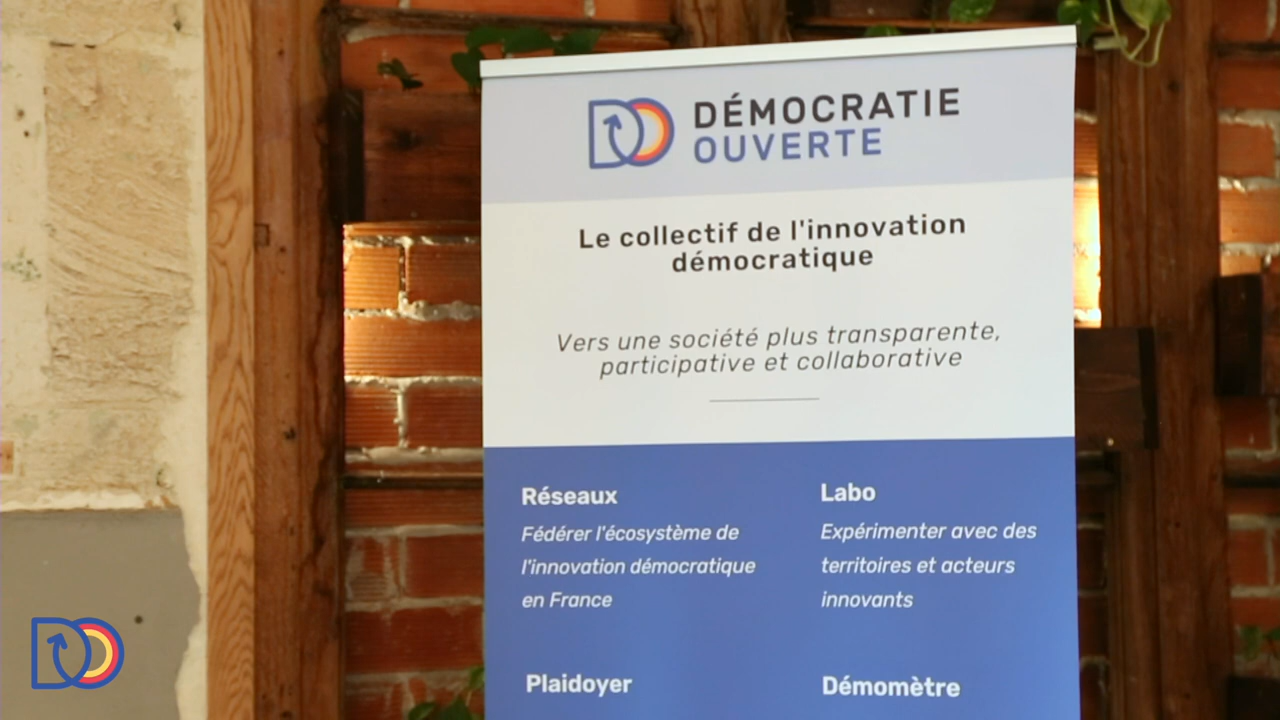 DÉMOCRATIE
OUVERTE
Le collectif de l'innovation
démocratique
Vers une société plus transparente,
participative et collaborative
Réseaux
Fédérer l'écosystème de
l'innovation démocratique
en France
Labo
Expérimenter avec des
territoires et acteurs
innovants
Plaidoyer
Démomètre